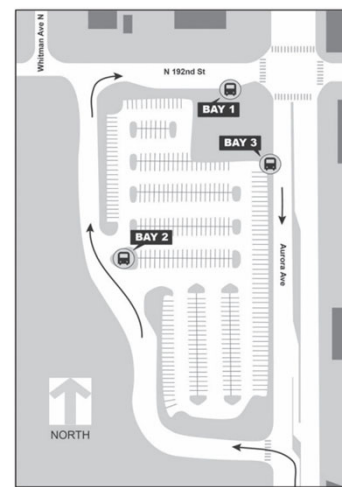 Whitman Ave N
N 192nd St
BAY 1
BAY 3
BAY 2
Aurora Ave
NORTH